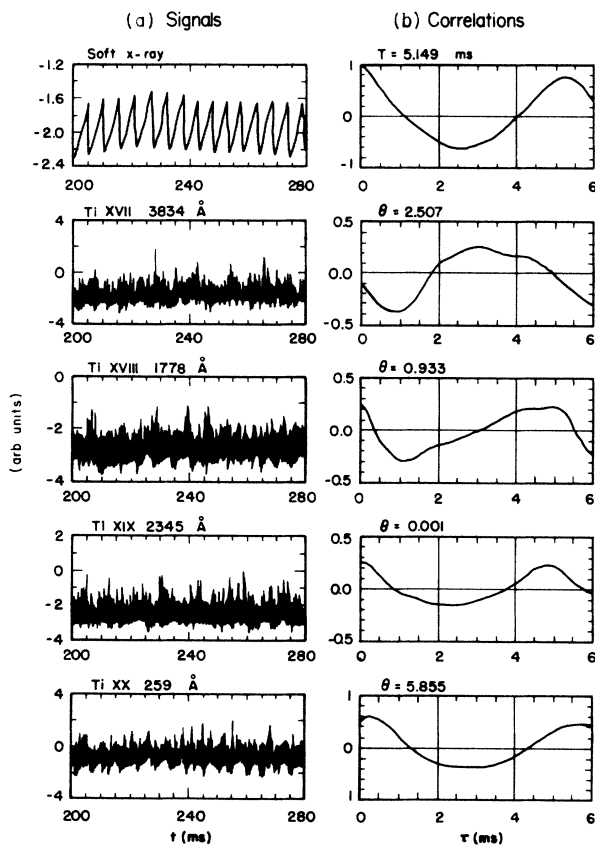 (a) Signals
(b) Correlations
Soft x-ray
T = 5.149 ms
-1.2
-1.6
-2.0
-2.4
200 240 280
1
0
-1
0 2 4 6
Ti XVII 3834 Å
θ = 2.507
4
0
-4
200 240 280
0.5
0.0
-0.5
0 2 4 6
Ti XVIII 1778 Å
θ = 0.933
0
-2
-4
200 240 280
0.5
0.0
-0.5
0 2 4 6
(arb units)
Ti XIX 2345 Å
θ = 0.001
2
0
-2
-4
200 240 280
0.5
0.0
-0.5
0 2 4 6
Ti XX 259 Å
θ = 5.855
4
0
-4
200 240 280
t (ms)
1
0
1
0 2 4 6
τ (ms)